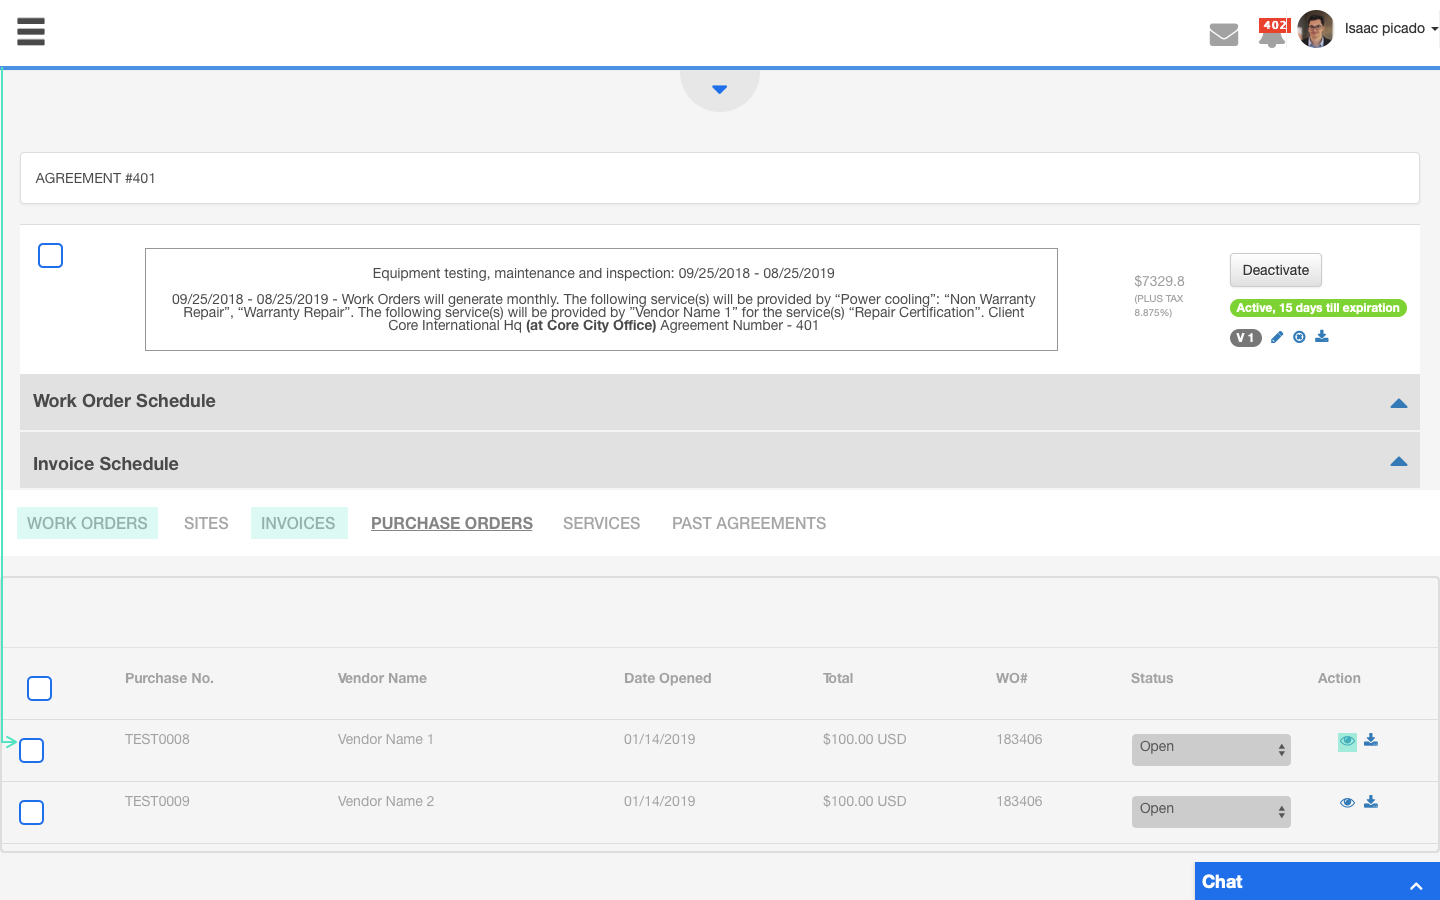 402
Isaac picado
AGREEMENT #401
Equipment testing, maintenance and inspection: 09/25/2018 - 08/25/2019
09/25/2018 - 08/25/2019 - Work Orders will generate monthly. The following service(s) will be provided by “Power cooling”: “Non Warranty
Repair”, “Warranty Repair”. The following service(s) will be provided by ”Vendor Name 1” for the service(s) “Repair Certification”. Client
Core International Hq (at Core City Office) Agreement Number - 401
$7329.8
(PLUS TAX
8.875%)
Deactivate
Active, 15 days till expiration
V 1
Work Order Schedule
Invoice Schedule
WORK ORDERS SITES INVOICES PURCHASE ORDERS SERVICES PAST AGREEMENTS
Purchase No. Vendor Name Date Opened Total WO# Status Action
TEST0008 Vendor Name 1 01/14/2019 $100.00 USD 183406 Open
TEST0009 Vendor Name 2 01/14/2019 $100.00 USD 183406 Open
Chat